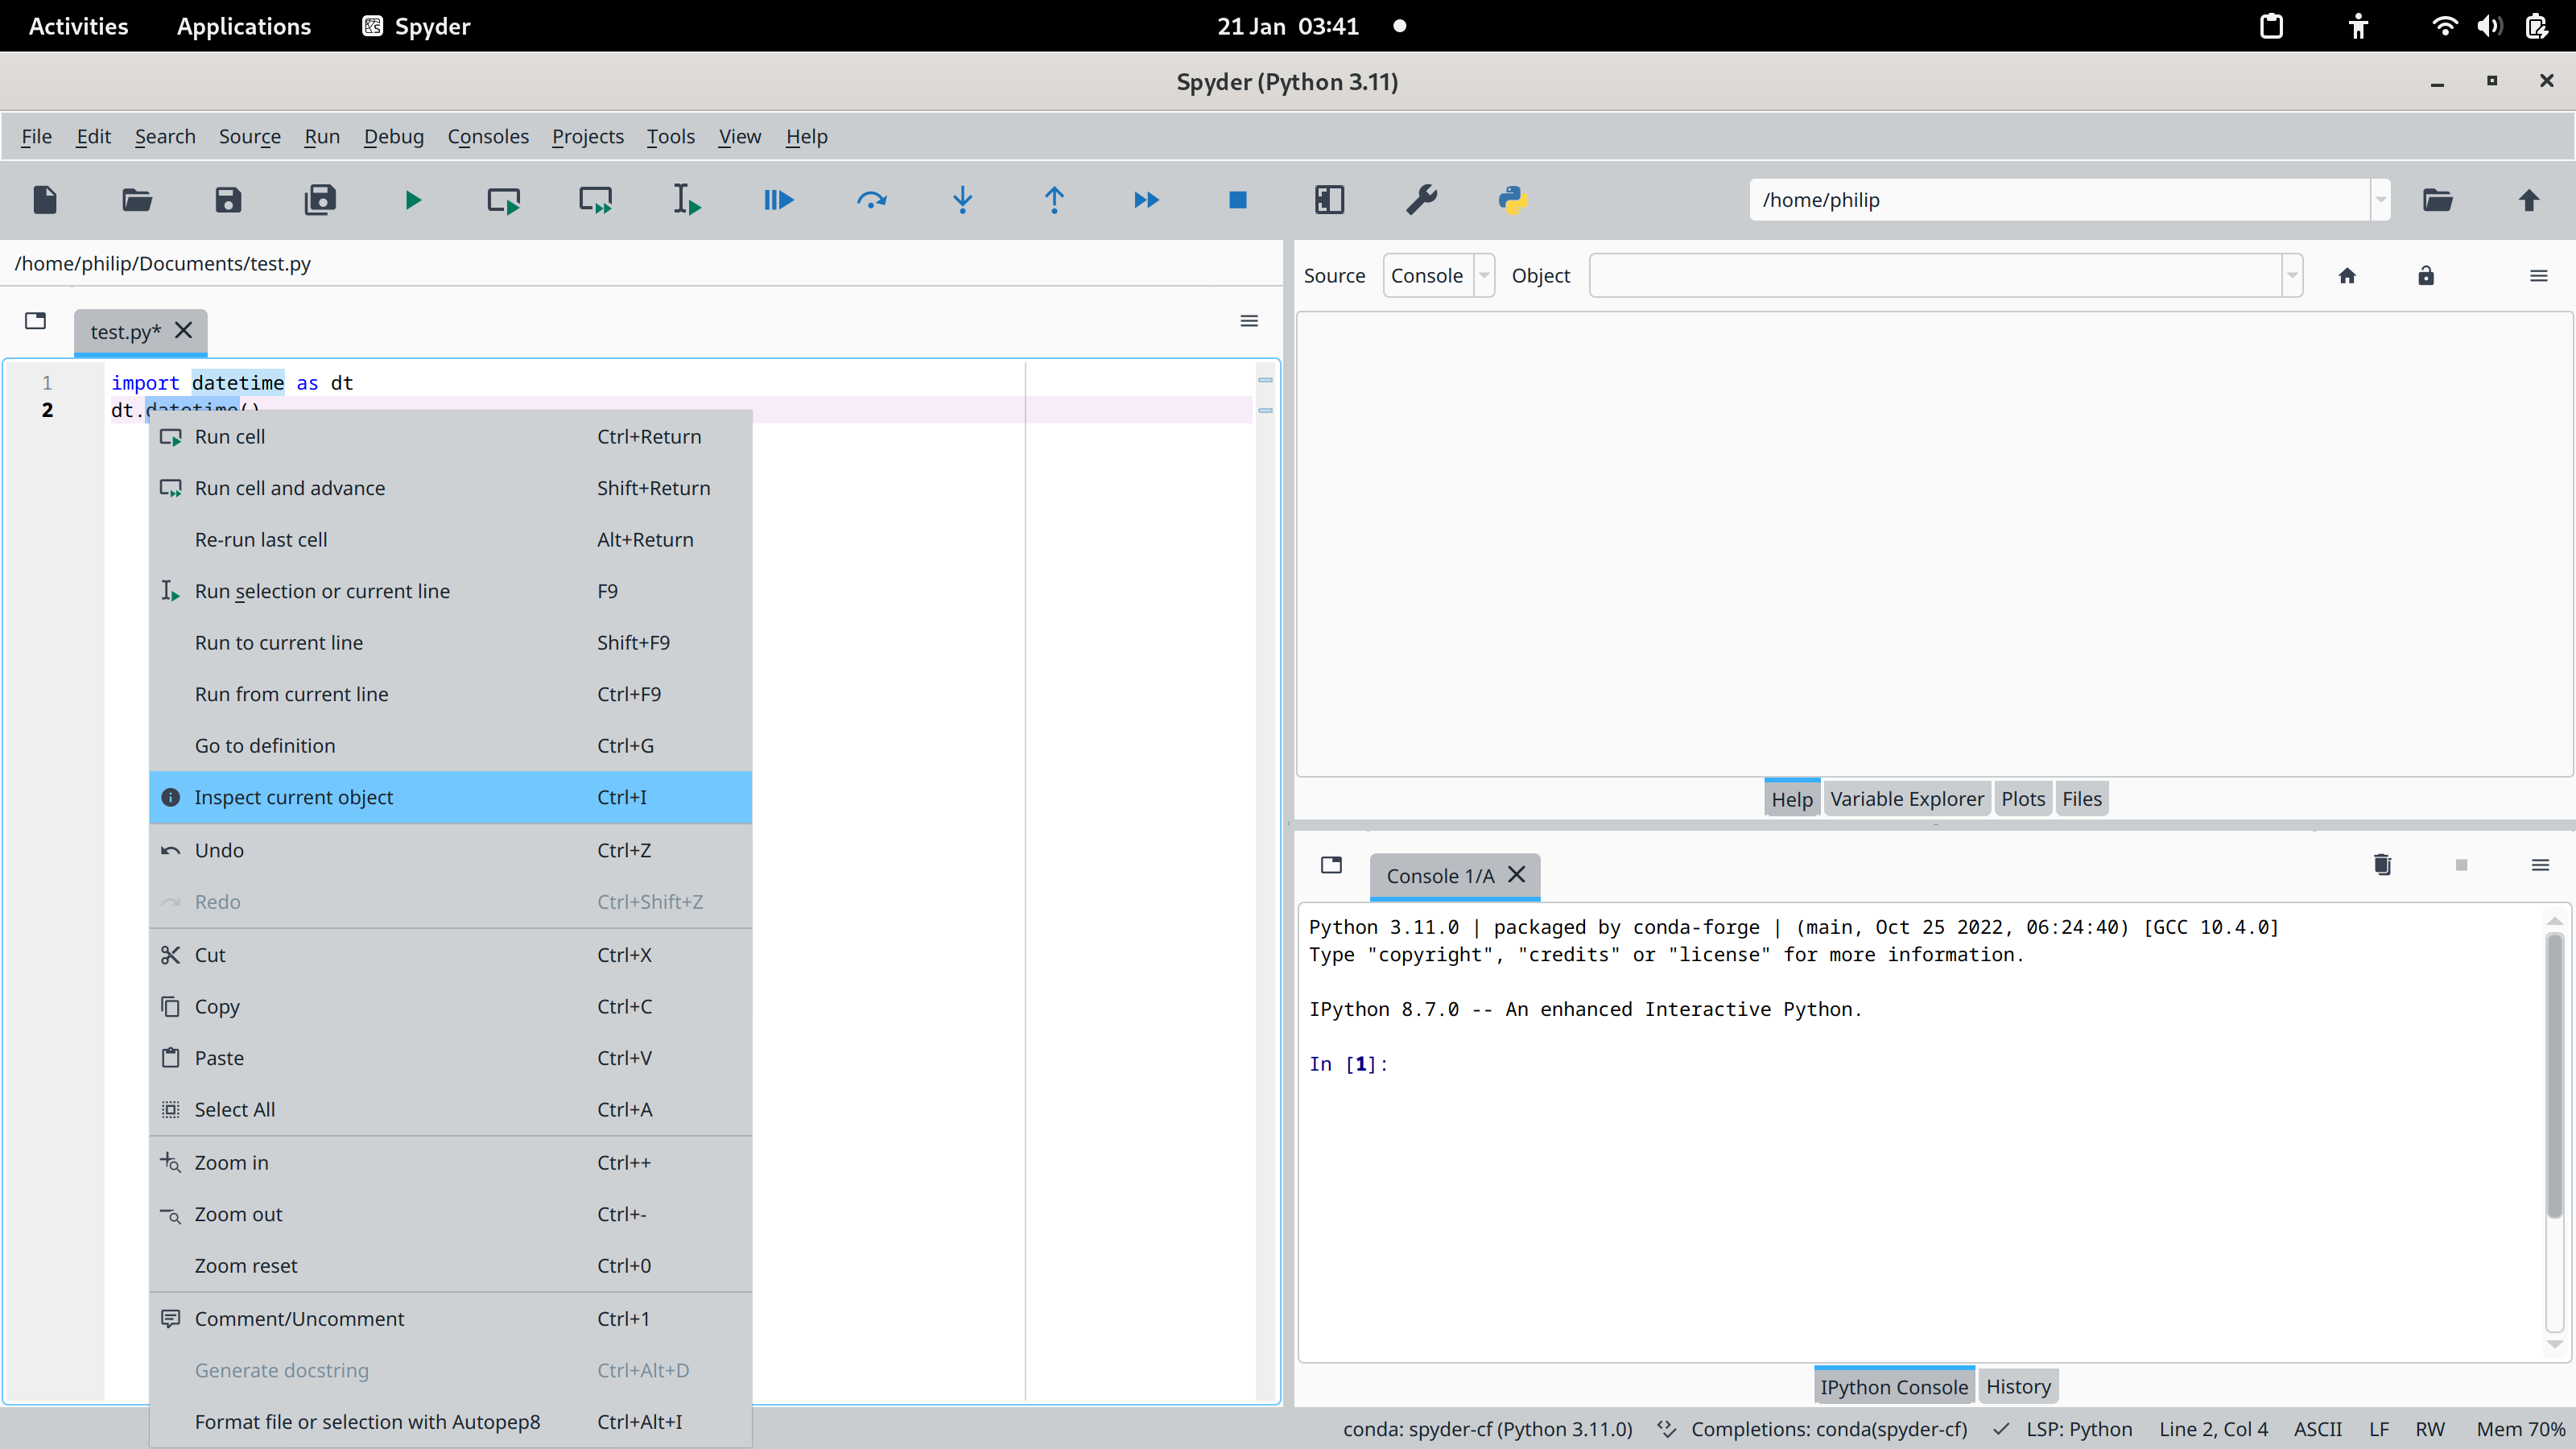 Activities Applications Spyder 21 Jan 03:41
Spyder (Python 3.11)
File Edit Search Source Run Debug Consoles Projects Tools View Help
/home/philip
/home/philip/Documents/test.py
test.py*
1 import datetime as dt
2 dt.datetime()
Run cell Ctrl+Return
Run cell and advance Shift+Return
Re-run last cell Alt+Return
Run selection or current line F9
Run to current line Shift+F9
Run from current line Ctrl+F9
Go to definition Ctrl+G
Inspect current object Ctrl+I
Undo Ctrl+Z
Redo Ctrl+Shift+Z
Cut Ctrl+X
Copy Ctrl+C
Paste Ctrl+V
Select All Ctrl+A
Zoom in Ctrl++
Zoom out Ctrl+-
Zoom reset Ctrl+0
Comment/Uncomment Ctrl+1
Generate docstring Ctrl+Alt+D
Format file or selection with Autopep8 Ctrl+Alt+I
Source Console Object
Help Variable Explorer Plots Files
Console 1/A
Python 3.11.0 | packaged by conda-forge | (main, Oct 25 2022, 06:24:40) [GCC 10.4.0]
Type "copyright", "credits" or "license" for more information.
IPython 8.7.0 -- An enhanced Interactive Python.
In [1]:
IPython Console History
conda: spyder-cf (Python 3.11.0) Completions: conda(spyder-cf) LSP: Python Line 2, Col 4 ASCII LF RW Mem 70%